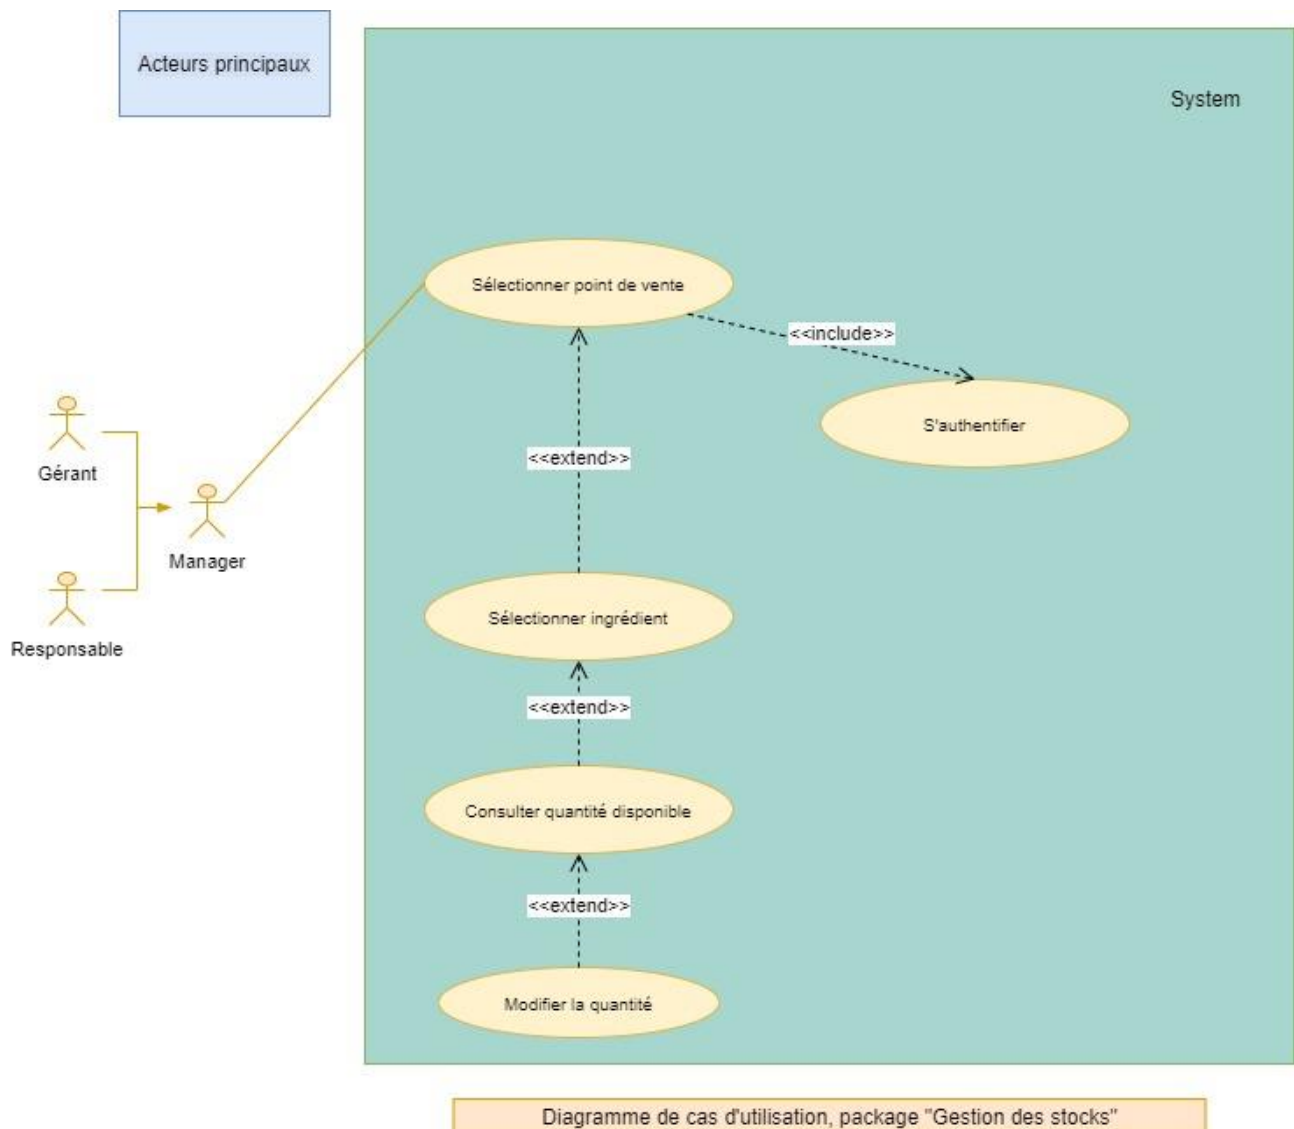 Acteurs principaux
System
Sélectionner point de vente
<<include>>
S'authentifier
Gérant
<<extend>>
Manager
Sélectionner ingrédient
Responsable
<<extend>>
Consulter quantité disponible
<<extend>>
Modifier la quantité
Diagramme de cas d'utilisation, package "Gestion des stocks"